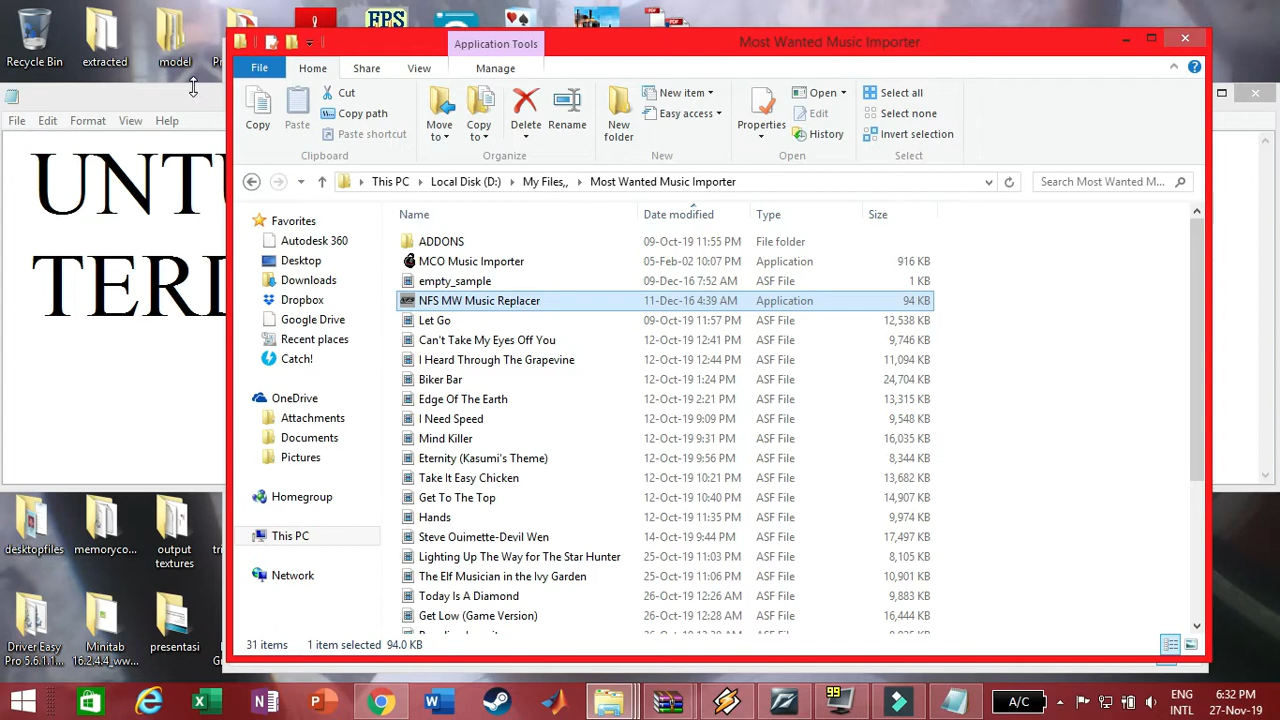 Recycle Bin
extracted
model
FPS
Application Tools
Most Wanted Music Importer
File
Home
Share
View
Manage
Copy
Paste
Cut
Copy path
Paste shortcut
Clipboard
Move to
Copy to
Delete
Rename
Organize
New folder
New item
Easy access
New
Properties
Open
Edit
History
Open
Select all
Select none
Invert selection
Select
File Edit Format View Help
UNTU
TERD
This PC
Local Disk (D:)
My Files,,
Most Wanted Music Importer
Search Most Wanted M...
Name Date modified Type Size
Favorites
Autodesk 360
Desktop
Downloads
Dropbox
Google Drive
Recent places
Catch!
OneDrive
Attachments
Documents
Pictures
Homegroup
This PC
Network
ADDONS 09-Oct-19 11:55 PM File folder
MCO Music Importer 05-Feb-02 10:07 PM Application 916 KB
empty_sample 09-Dec-16 7:52 AM ASF File 1 KB
NFS MW Music Replacer 11-Dec-16 4:39 AM Application 94 KB
Let Go 09-Oct-19 11:57 PM ASF File 12,538 KB
Can't Take My Eyes Off You 12-Oct-19 12:41 PM ASF File 9,746 KB
I Heard Through The Grapevine 12-Oct-19 12:44 PM ASF File 11,094 KB
Biker Bar 12-Oct-19 1:24 PM ASF File 24,704 KB
Edge Of The Earth 12-Oct-19 2:21 PM ASF File 13,315 KB
I Need Speed 12-Oct-19 9:09 PM ASF File 9,548 KB
Mind Killer 12-Oct-19 9:31 PM ASF File 16,035 KB
Eternity (Kasumi's Theme) 12-Oct-19 9:56 PM ASF File 8,344 KB
Take It Easy Chicken 12-Oct-19 10:21 PM ASF File 13,682 KB
Get To The Top 12-Oct-19 10:40 PM ASF File 14,907 KB
Hands 12-Oct-19 11:35 PM ASF File 9,974 KB
Steve Ouimette-Devil Wen 14-Oct-19 9:44 PM ASF File 17,497 KB
Lighting Up The Way for The Star Hunter 25-Oct-19 11:03 PM ASF File 8,105 KB
The Elf Musician in the Ivy Garden 25-Oct-19 11:06 PM ASF File 10,901 KB
Today Is A Diamond 26-Oct-19 12:26 AM ASF File 9,883 KB
Get Low (Game Version) 26-Oct-19 12:28 AM ASF File 16,444 KB
31 items 1 item selected 94.0 KB
desktopfiles
memoryco...
output textures
Driver Easy Pro 5.6.1.1...
Minitab 16.2.4.4_ww...
presentasi
99
A/C
ENG
INTL
6:32 PM
27-Nov-19